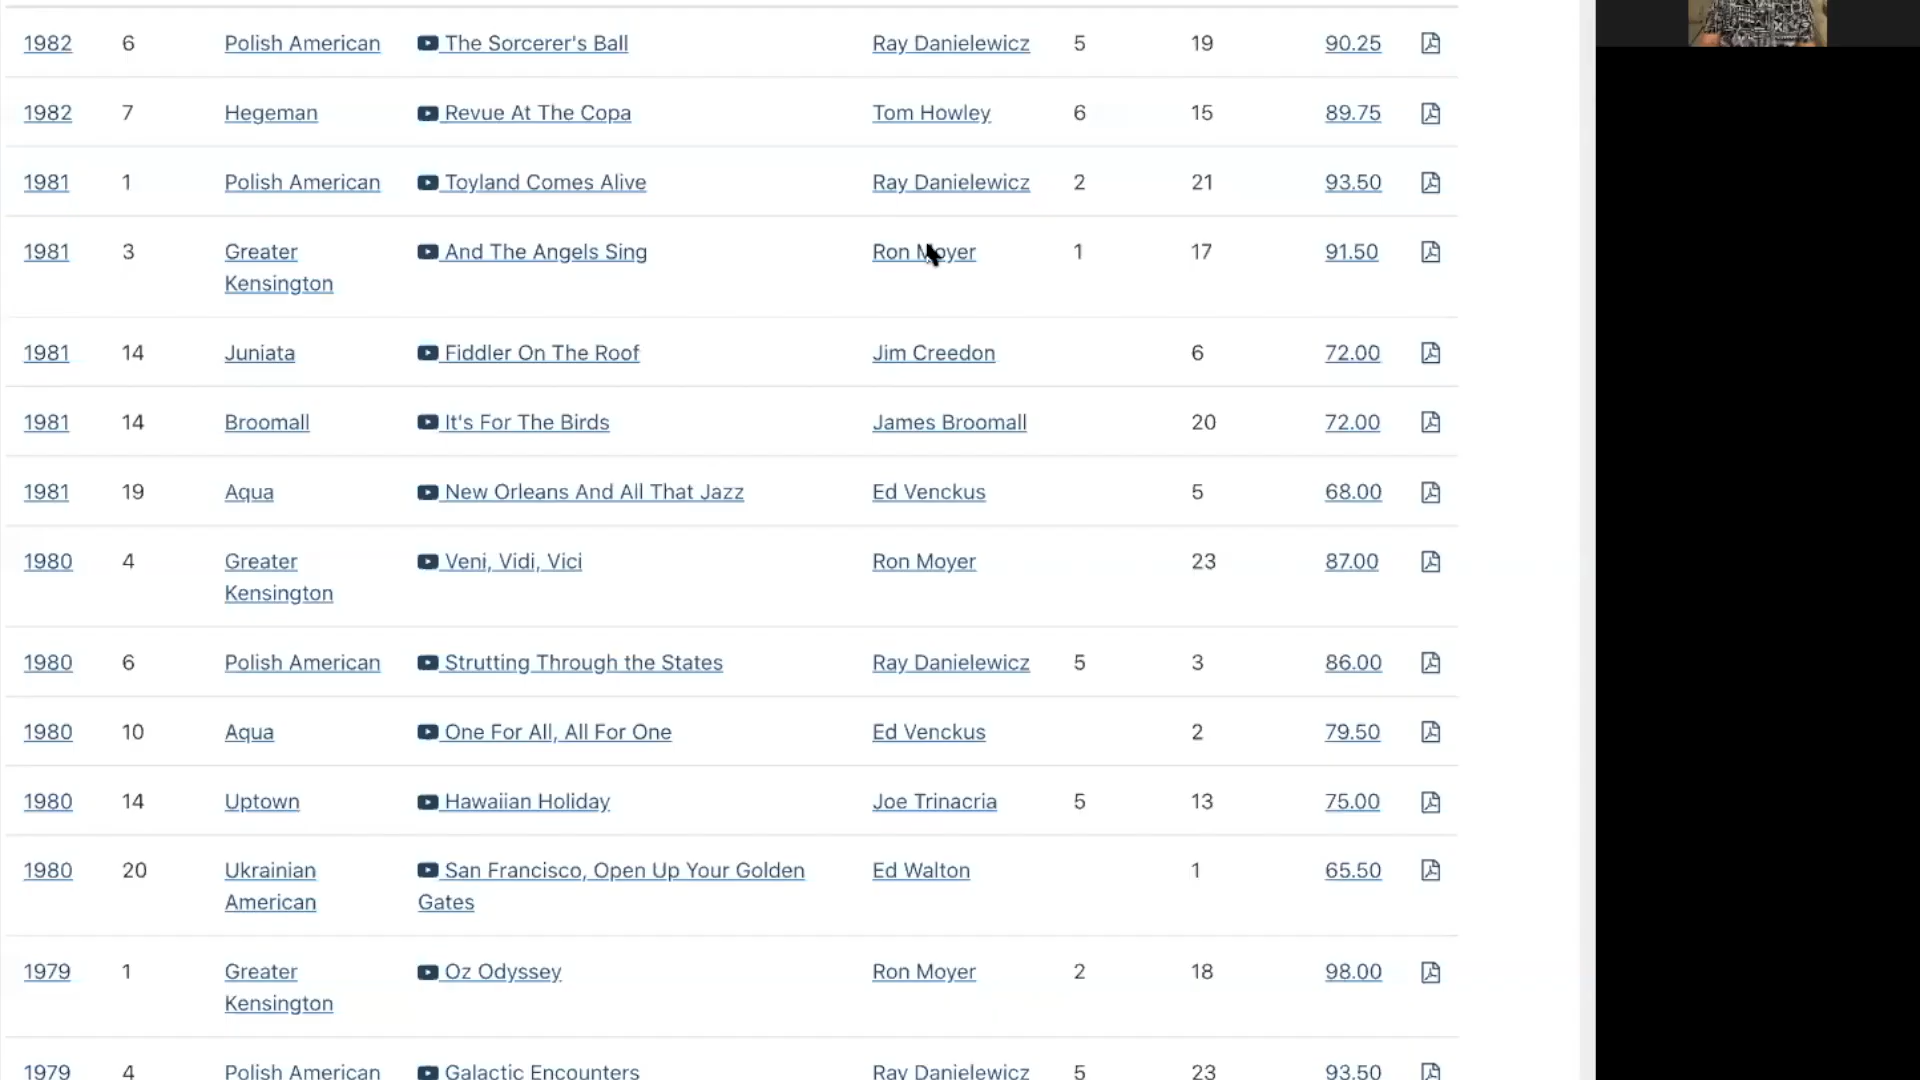 1982 6 Polish American The Sorcerer's Ball Ray Danielewicz 5 19 90.25
1982 7 Hegeman Revue At The Copa Tom Howley 6 15 89.75
1981 1 Polish American Toyland Comes Alive Ray Danielewicz 2 21 93.50
1981 3 Greater And The Angels Sing Ron Moyer 1 17 91.50
Kensington
1981 14 Juniata Fiddler On The Roof Jim Creedon 6 72.00
1981 14 Broomall It's For The Birds James Broomall 20 72.00
1981 19 Aqua New Orleans And All That Jazz Ed Venckus 5 68.00
1980 4 Greater Veni, Vidi, Vici Ron Moyer 23 87.00
Kensington
1980 6 Polish American Strutting Through the States Ray Danielewicz 5 3 86.00
1980 10 Aqua One For All, All For One Ed Venckus 2 79.50
1980 14 Uptown Hawaiian Holiday Joe Trinacria 5 13 75.00
1980 20 Ukrainian San Francisco, Open Up Your Golden Ed Walton 1 65.50
American Gates
1979 1 Greater Oz Odyssey Ron Moyer 2 18 98.00
Kensington
1979 4 Polish American Galactic Encounters Ray Danielewicz 5 23 93.50